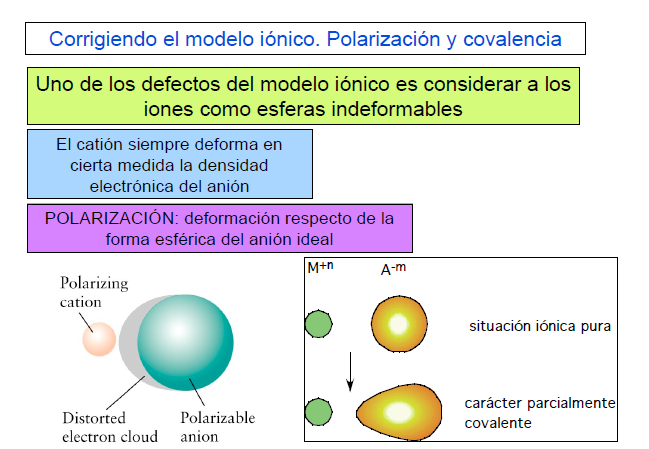 Corrigiendo el modelo iónico. Polarización y covalencia
Uno de los defectos del modelo iónico es considerar a los
iones como esferas indeformables
El catión siempre deforma en
cierta medida la densidad
electrónica del anión
POLARIZACIÓN: deformación respecto de la
forma esférica del anión ideal
Polarizing
cation
Distorted
electron cloud
Polarizable
anion
M+n
A-m
situación iónica pura
carácter parcialmente
covalente